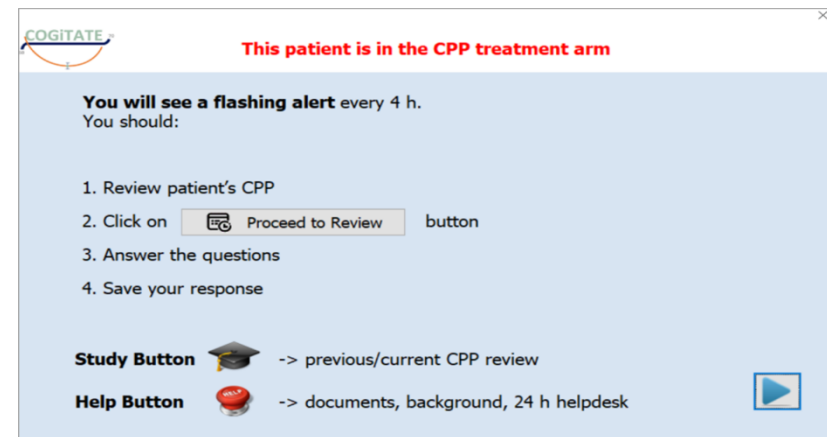 COGiTATE
This patient is in the CPP treatment arm
You will see a flashing alert every 4 h.
You should:
1. Review patient's CPP
2. Click on Proceed to Review button
3. Answer the questions
4. Save your response
Study Button -> previous/current CPP review
Help Button HELP -> documents, background, 24 h helpdesk